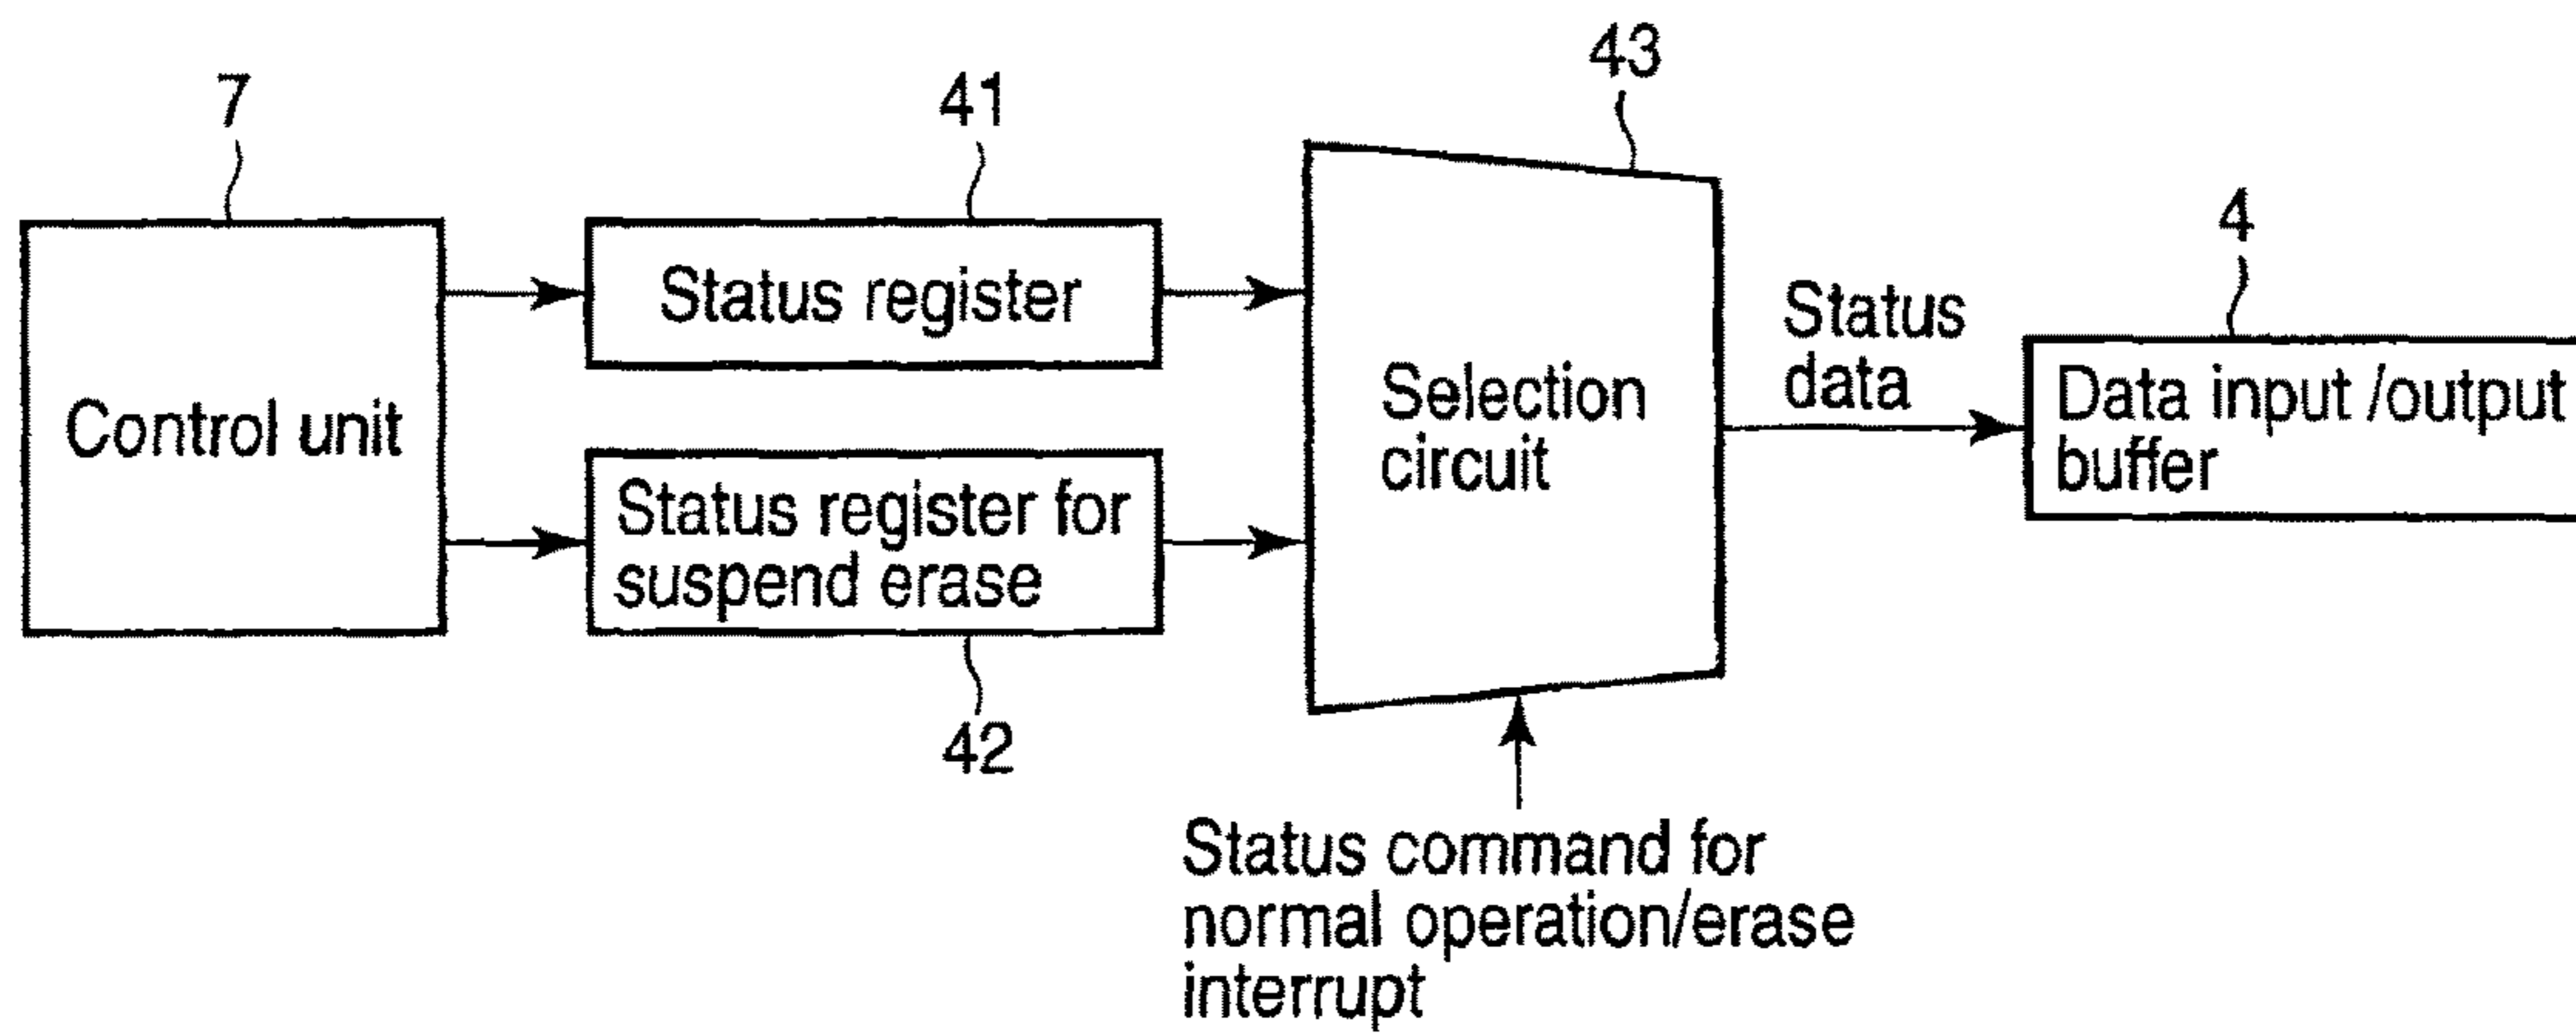 7
Control unit
41
Status register
Status register for
suspend erase
42
43
Selection
circuit
Status
data
4
Data input /output
buffer
Status command for
normal operation/erase
interrupt